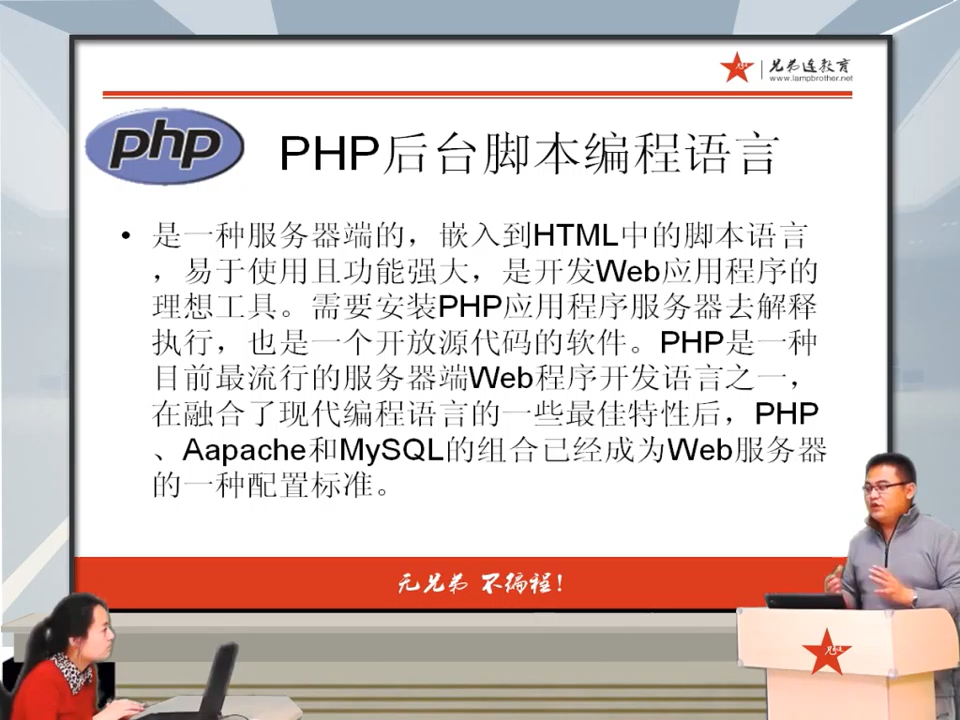 兄弟连教育
www.lampbrother.net
php
PHP后台脚本编程语言
• 是一种服务器端的，嵌入到HTML中的脚本语言
，易于使用且功能强大，是开发Web应用程序的
理想工具。需要安装PHP应用程序服务器去解释
执行，也是一个开放源代码的软件。PHP是一种
目前最流行的服务器端Web程序开发语言之一，
在融合了现代编程语言的一些最佳特性后，PHP
、Aapache和MySQL的组合已经成为Web服务器
的一种配置标准。
无兄弟 不编程！
兄弟连